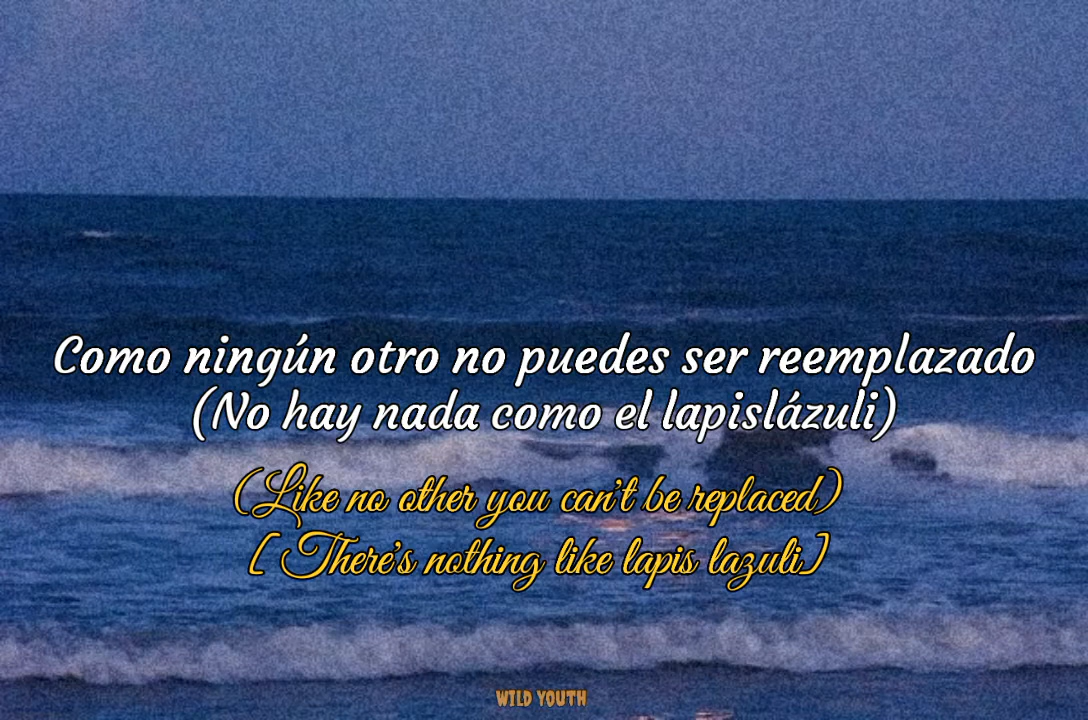 Como ningún otro no puedes ser reemplazado
(No hay nada como el lapislázuli)
(Like no other you can't be replaced)
[There's nothing like lapis lazuli]
WILD YOUTH